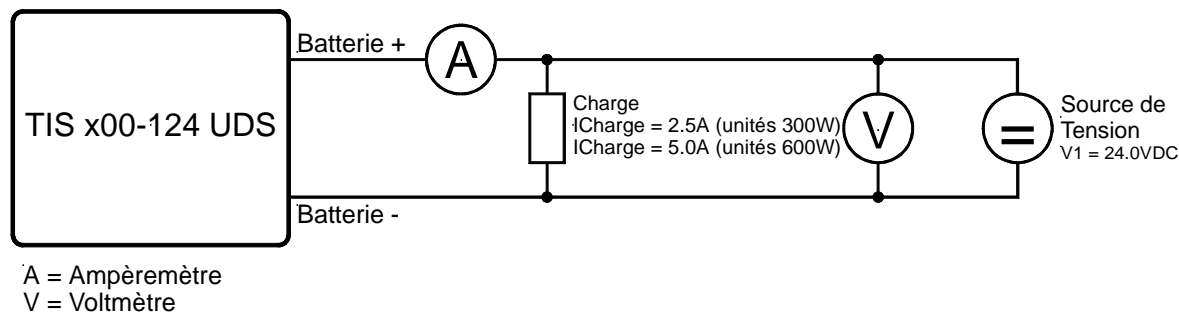 Batterie +
A
TIS x00-124 UDS
Charge
ICharge = 2.5A (unités 300W)
ICharge = 5.0A (unités 600W)
V
=
Source de
Tension
V1 = 24.0VDC
Batterie -
A = Ampèremètre
V = Voltmètre